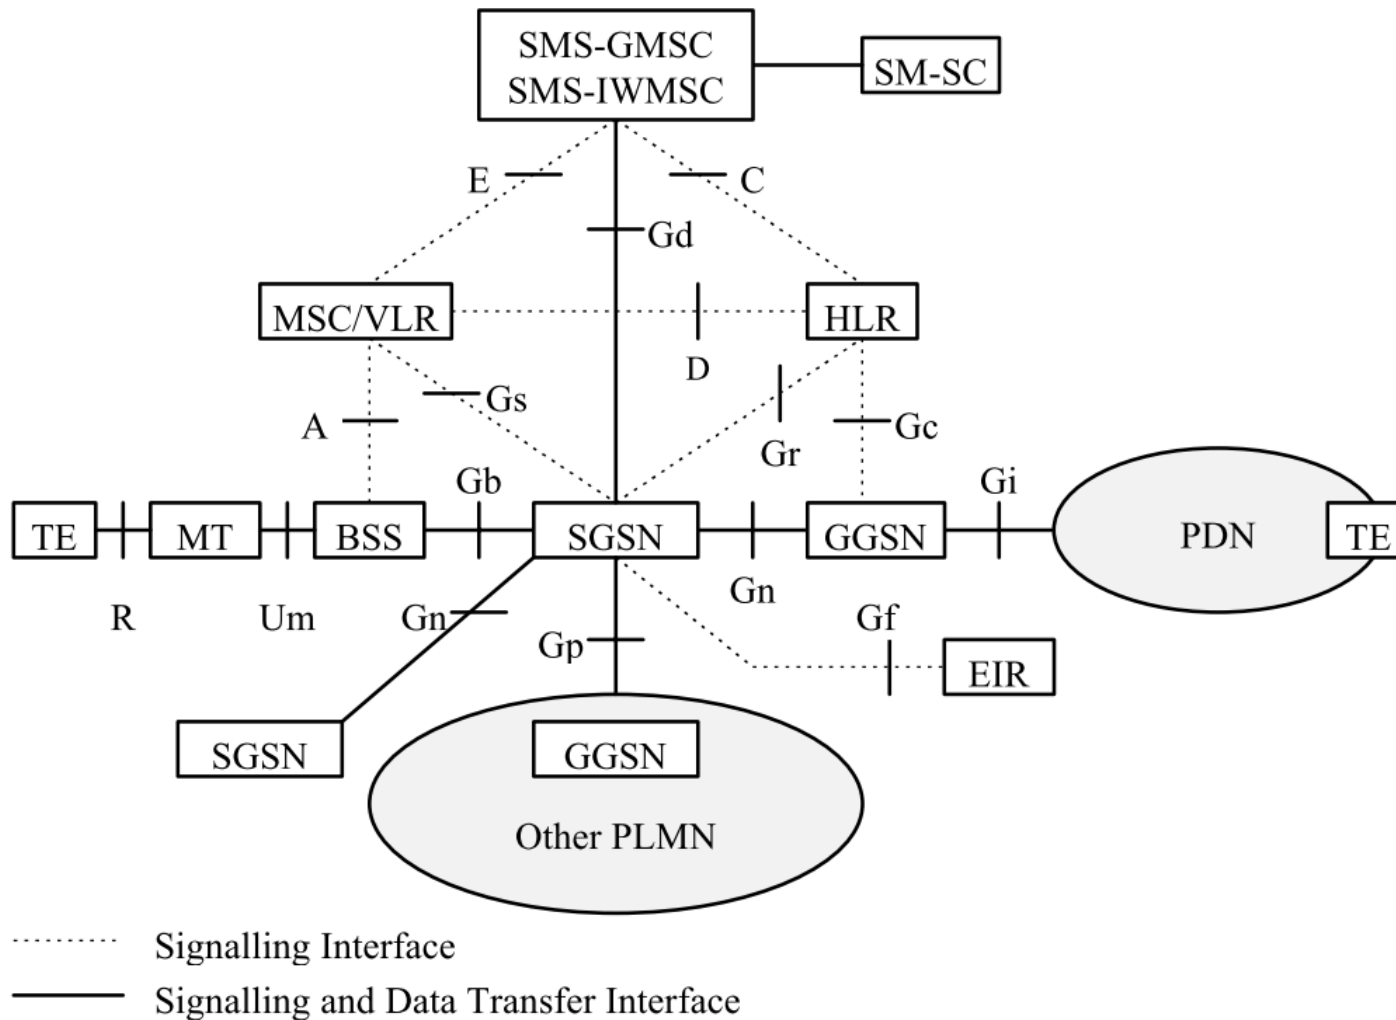 SMS-GMSC
SMS-IWMSC
SM-SC
E
C
Gd
MSC/VLR
HLR
D
Gs
A
Gr
Gc
Gb
Gi
TE
MT
BSS
SGSN
GGSN
PDN
TE
R
Um
Gn
Gn
Gf
Gp
EIR
SGSN
GGSN
Other PLMN
Signalling Interface
Signalling and Data Transfer Interface